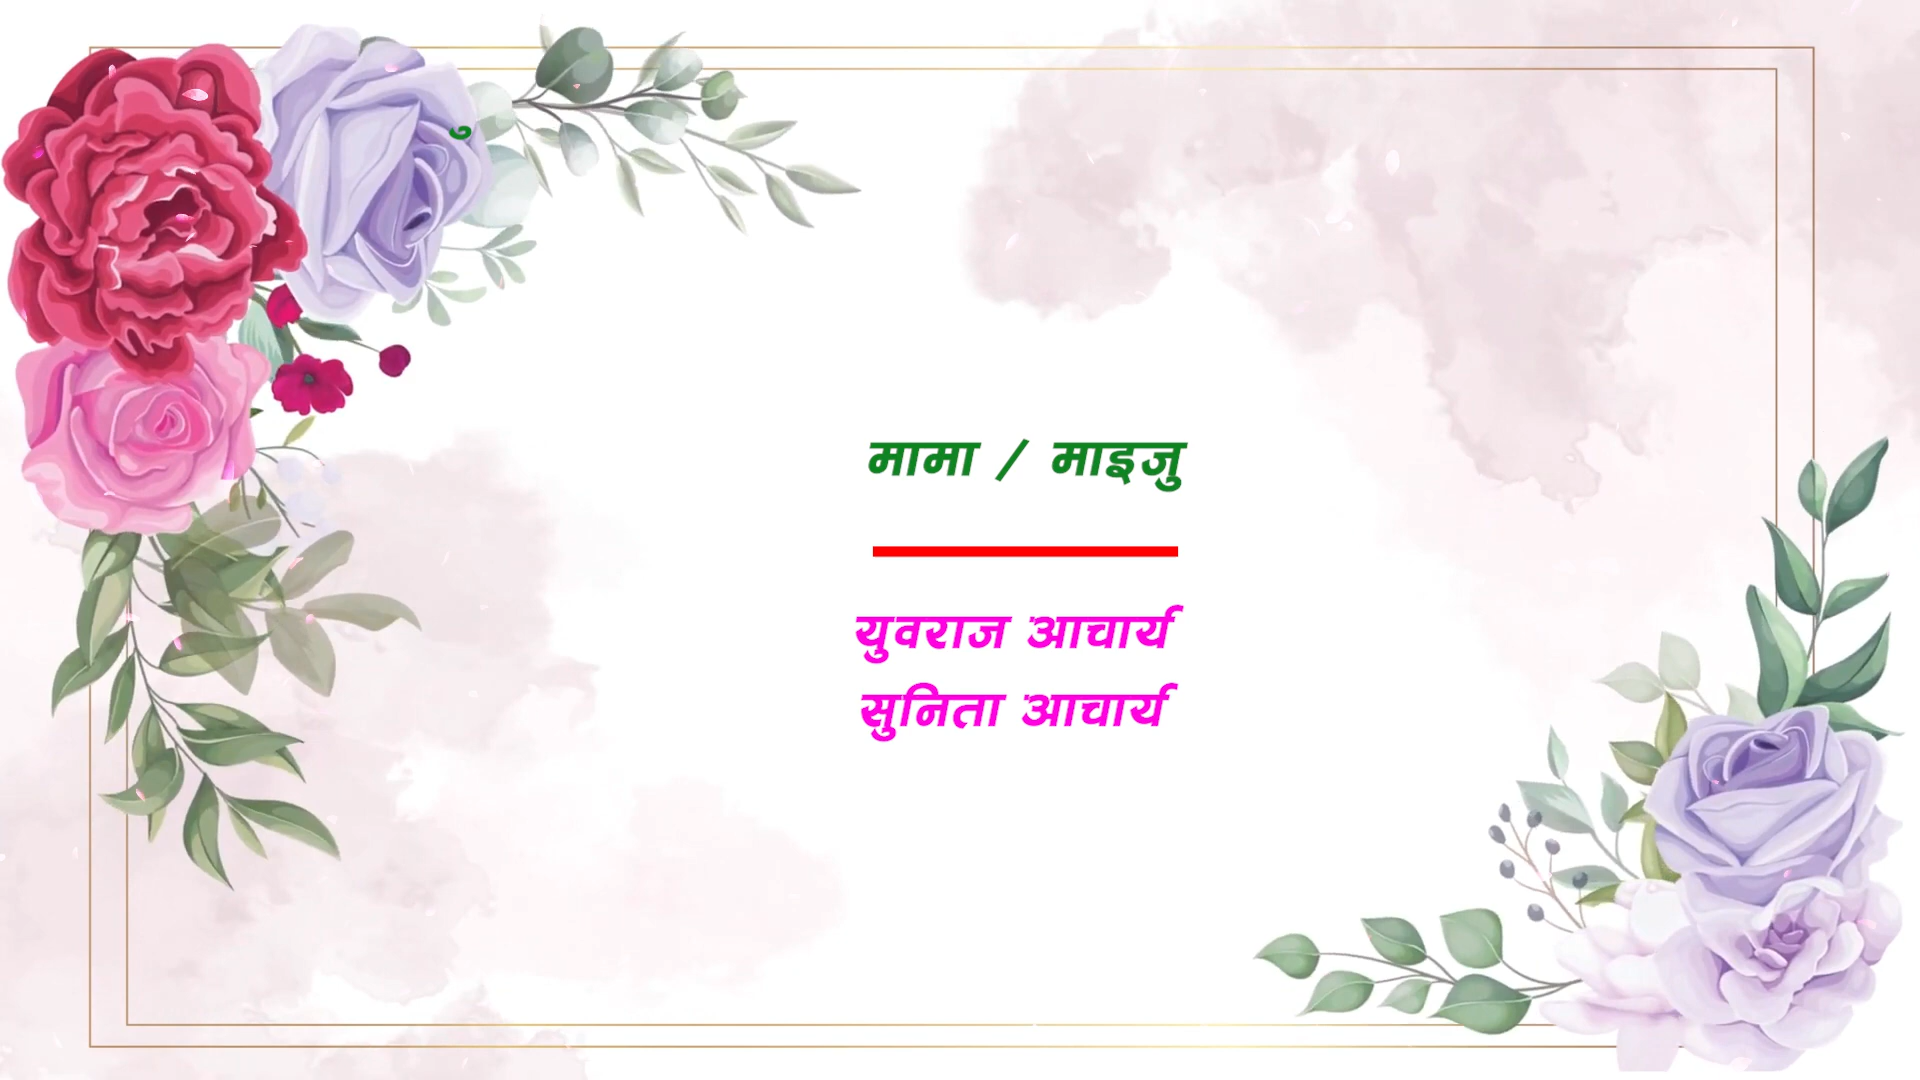 मामा / माइजु
युवराज आचार्य
सुनिता आचार्य